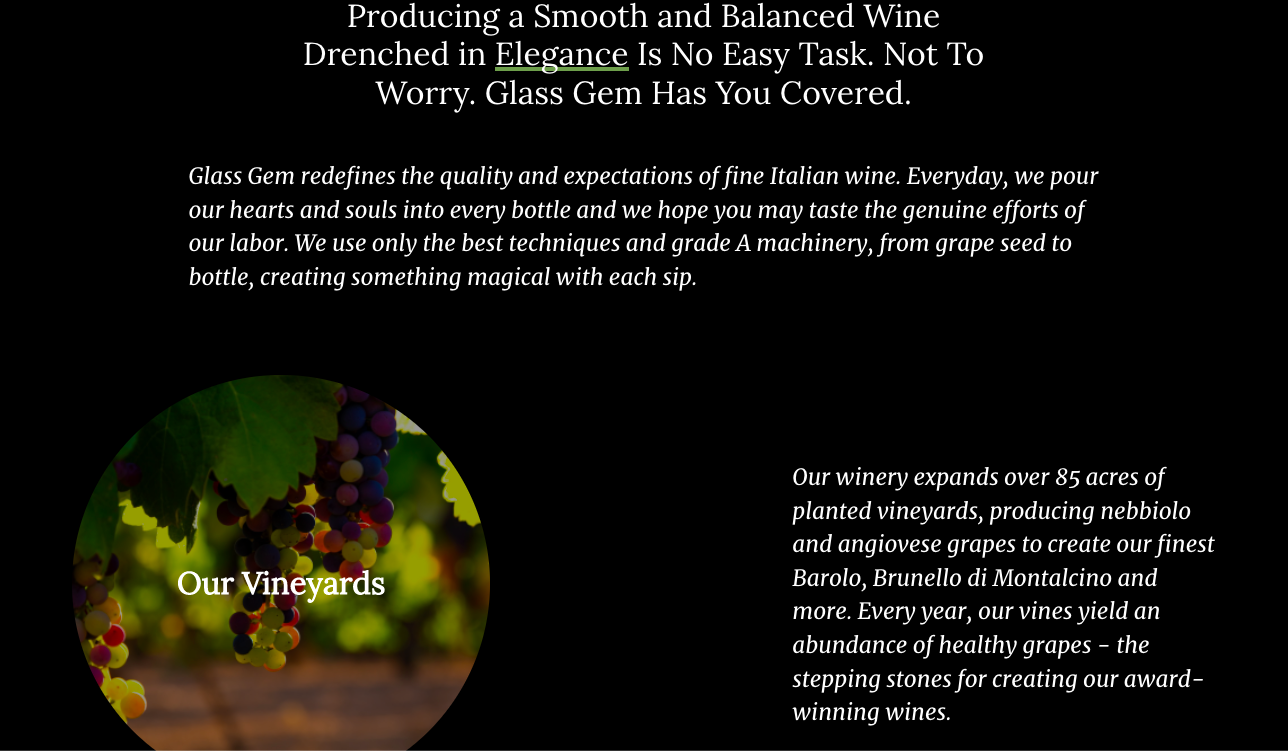 Producing a Smooth and Balanced Wine
Drenched in Elegance Is No Easy Task. Not To
Worry. Glass Gem Has You Covered.
Glass Gem redefines the quality and expectations of fine Italian wine. Everyday, we pour
our hearts and souls into every bottle and we hope you may taste the genuine efforts of
our labor. We use only the best techniques and grade A machinery, from grape seed to
bottle, creating something magical with each sip.
Our Vineyards
Our winery expands over 85 acres of
planted vineyards, producing nebbiolo
and angiovese grapes to create our finest
Barolo, Brunello di Montalcino and
more. Every year, our vines yield an
abundance of healthy grapes - the
stepping stones for creating our award-
winning wines.